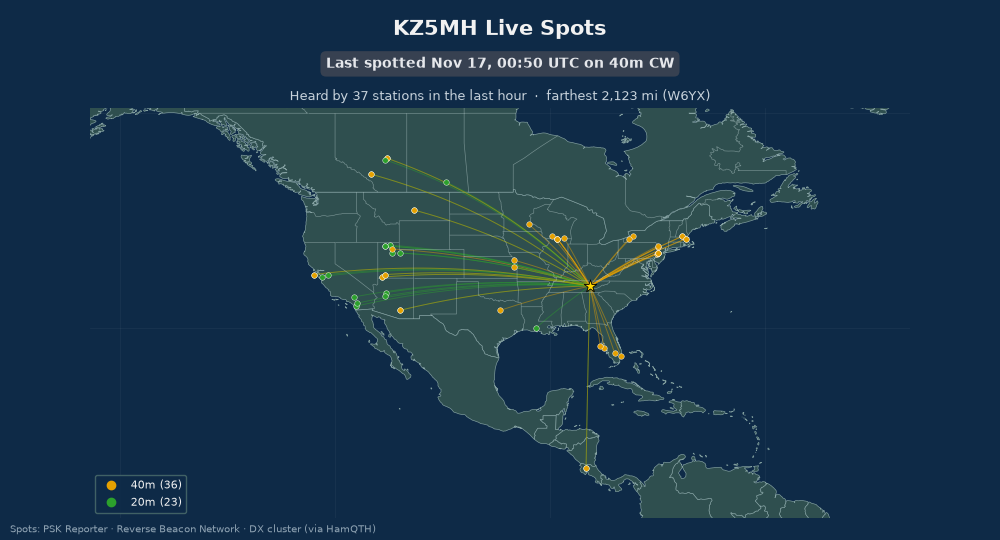 KZ5MH Live Spots
Last spotted Nov 17, 00:50 UTC on 40m CW
Heard by 37 stations in the last hour · farthest 2,123 mi (W6YX)
40m (36)
20m (23)
Spots: PSK Reporter · Reverse Beacon Network · DX cluster (via HamQTH)